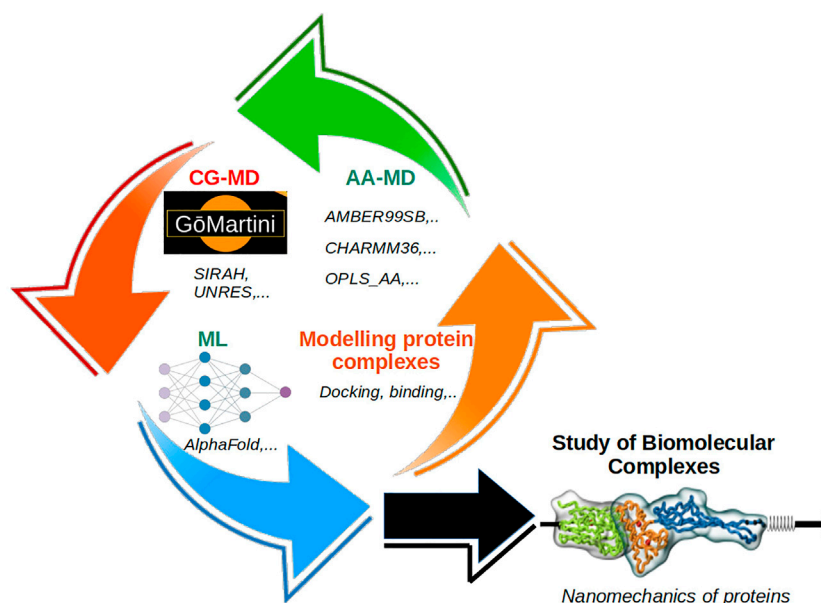 CG-MD
GōMartini
SIRAH,
UNRES,...
AA-MD
AMBER99SB,..
CHARMM36,...
OPLS_AA,...
ML
AlphaFold,...
Modelling protein
complexes
Docking, binding,..
Study of Biomolecular
Complexes
Nanomechanics of proteins